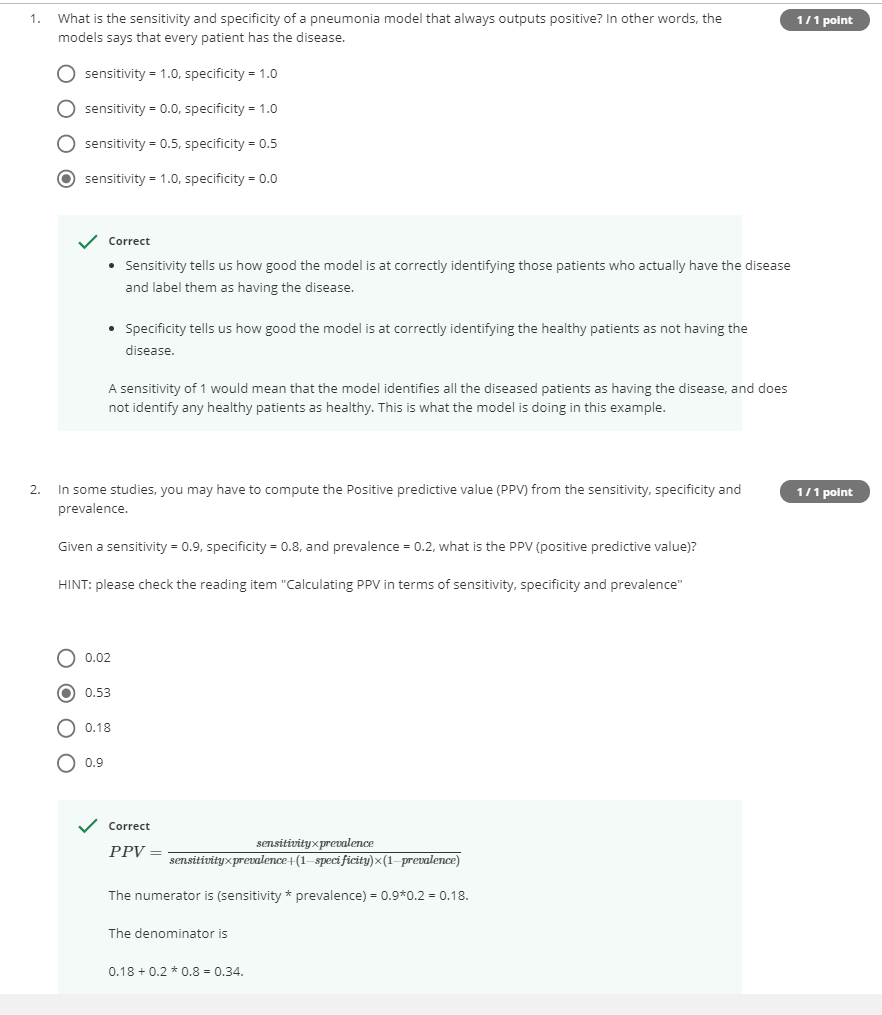 1. What is the sensitivity and specificity of a pneumonia model that always outputs positive? In other words, the
1 / 1 point
models says that every patient has the disease.
sensitivity = 1.0, specificity = 1.0
sensitivity = 0.0, specificity = 1.0
sensitivity = 0.5, specificity = 0.5
sensitivity = 1.0, specificity = 0.0
Correct
• Sensitivity tells us how good the model is at correctly identifying those patients who actually have the disease
and label them as having the disease.
• Specificity tells us how good the model is at correctly identifying the healthy patients as not having the
disease.
A sensitivity of 1 would mean that the model identifies all the diseased patients as having the disease, and does
not identify any healthy patients as healthy. This is what the model is doing in this example.
2. In some studies, you may have to compute the Positive predictive value (PPV) from the sensitivity, specificity and
1 / 1 point
prevalence.
Given a sensitivity = 0.9, specificity = 0.8, and prevalence = 0.2, what is the PPV (positive predictive value)?
HINT: please check the reading item "Calculating PPV in terms of sensitivity, specificity and prevalence"
0.02
0.53
0.18
0.9
Correct
sensitivity×prevalence
PPV =
sensitivity×prevalence+(1−specificity)×(1−prevalence)
The numerator is (sensitivity * prevalence) = 0.9*0.2 = 0.18.
The denominator is
0.18 + 0.2 * 0.8 = 0.34.